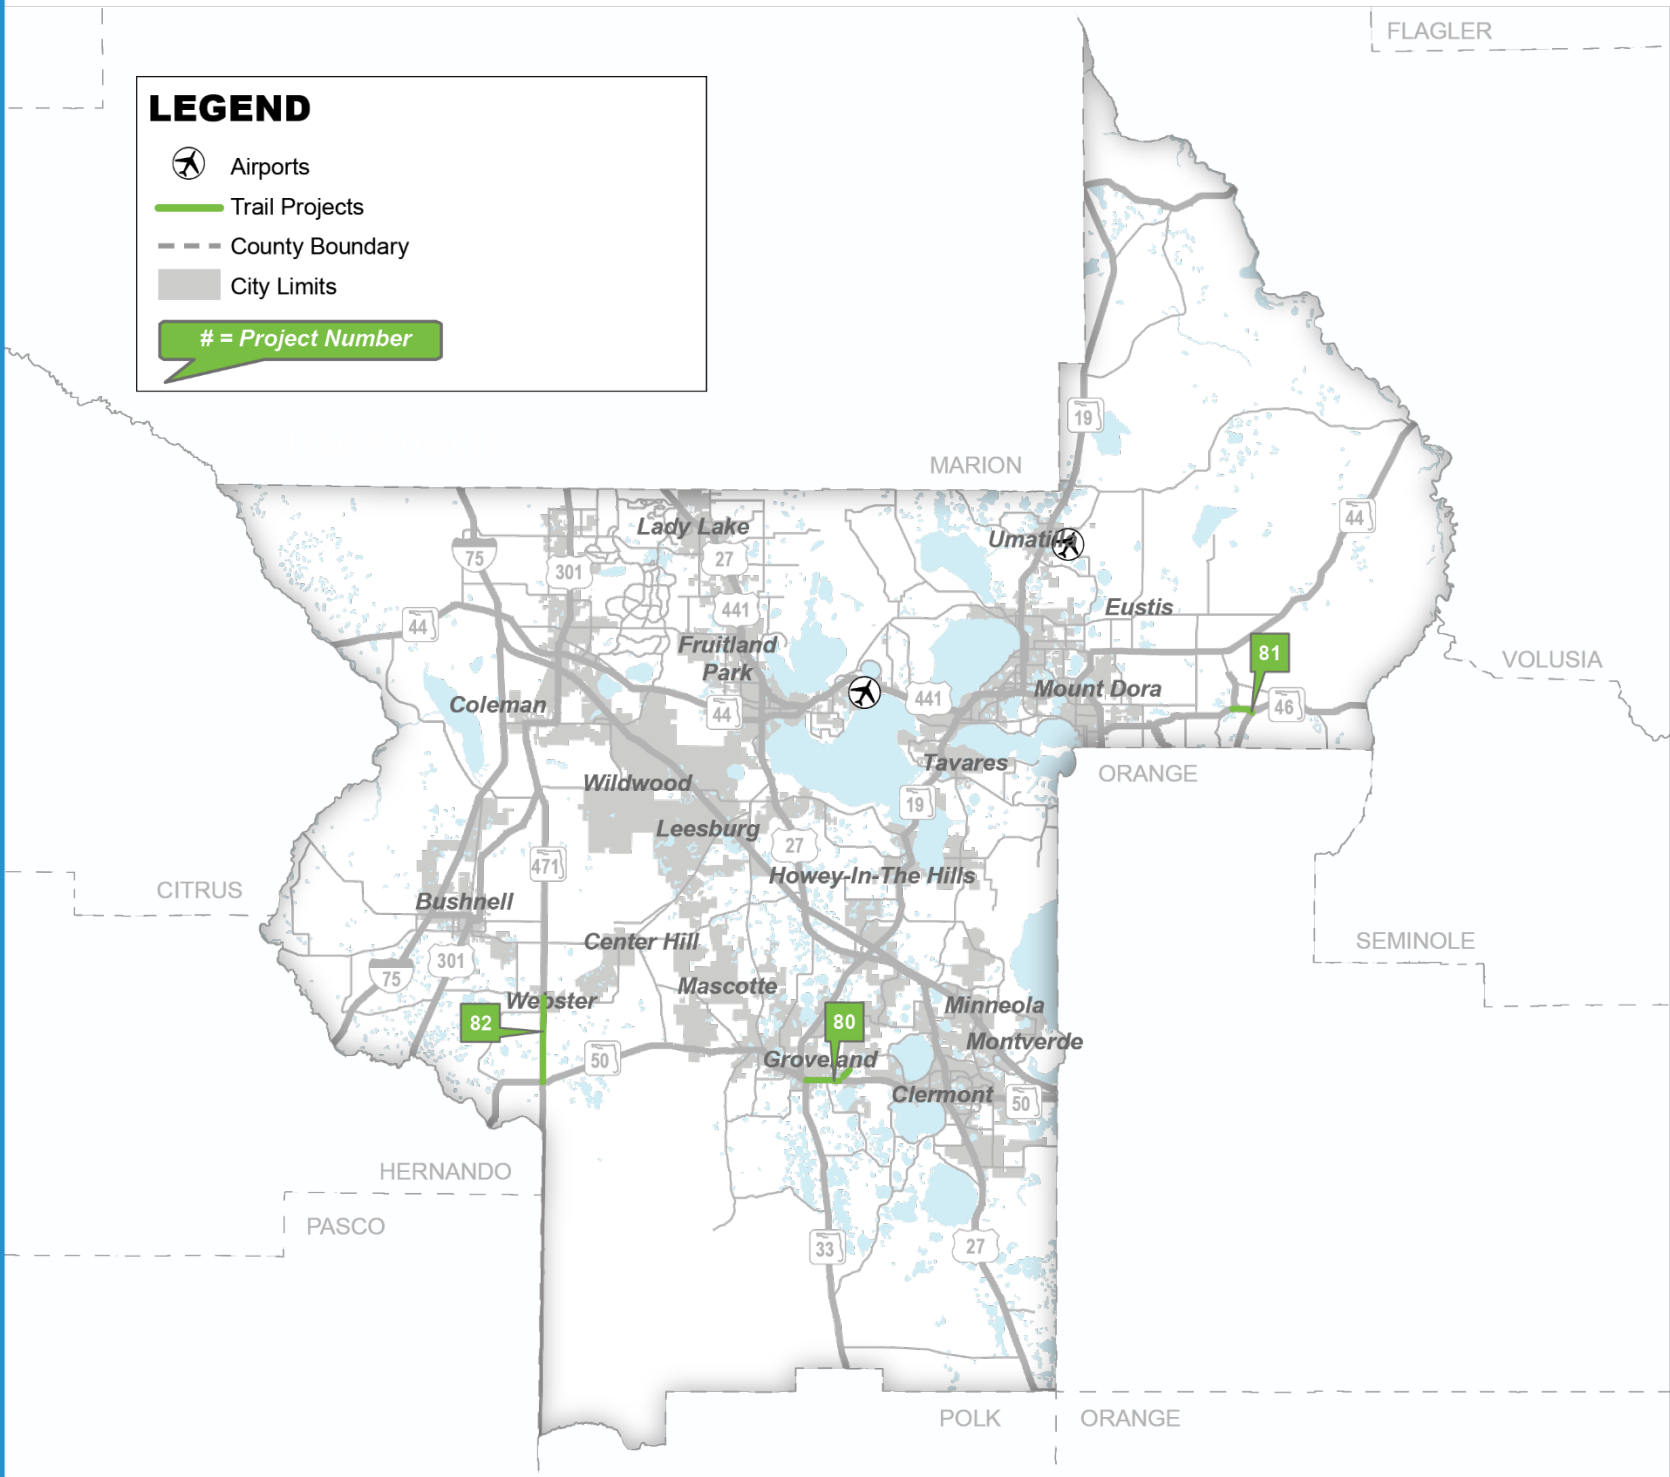 FLAGLER
LEGEND
Airports
Trail Projects
County Boundary
City Limits
# = Project Number
19
MARION
44
Lady Lake
Umatilla
75
27
301
441
Eustis
44
Fruitland
Park
81
VOLUSIA
Mount Dora
441
Coleman
44
46
Tavares
ORANGE
Wildwood
19
Leesburg
27
471
Howey-In-The Hills
CITRUS
Bushnell
Center Hill
SEMINOLE
301
75
Mascotte
Webster
Minneola
82
80
Montverde
50
Groveland
Clermont
50
HERNANDO
PASCO
33
27
POLK
ORANGE